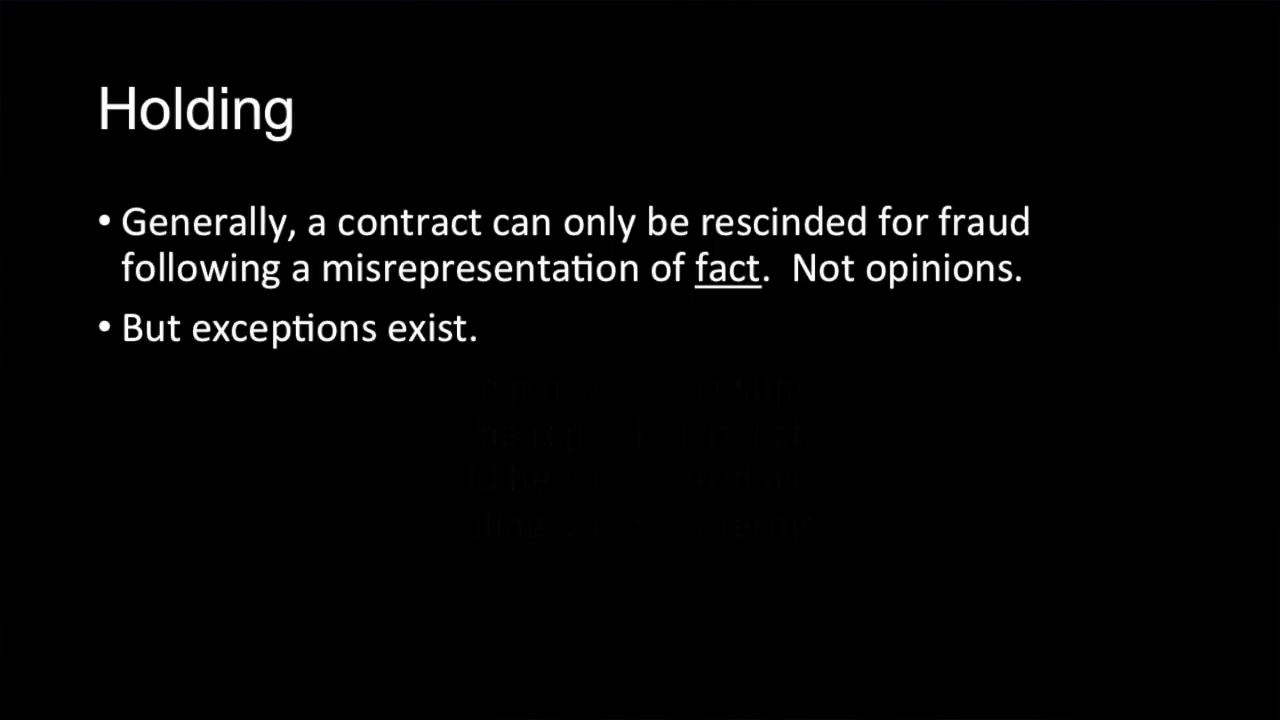 Holding
• Generally, a contract can only be rescinded for fraud
following a misrepresentation of fact. Not opinions.
• But exceptions exist.